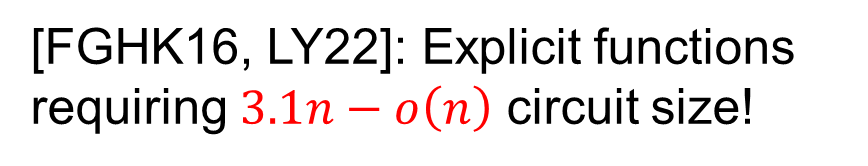 [FGHK16, LY22]: Explicit functions
requiring 3.1𝑛 − 𝑜(𝑛) circuit size!